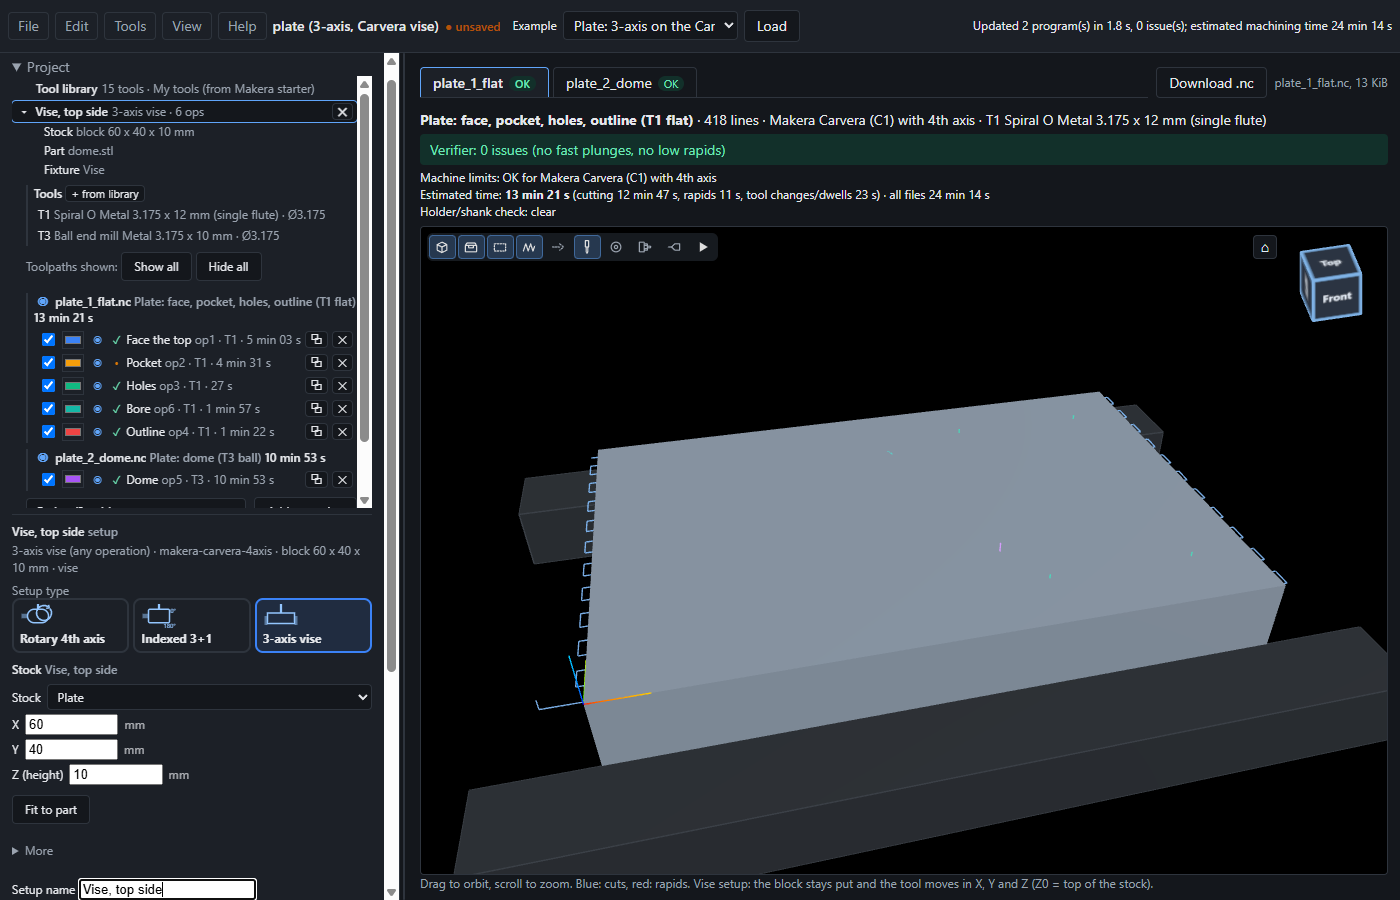 File Edit Tools View Help plate (3-axis, Carvera vise) • unsaved Example Plate: 3-axis on the Car Load Updated 2 program(s) in 1.8 s, 0 issue(s); estimated machining time 24 min 14 s
Project
Tool library 15 tools · My tools (from Makera starter)
Vise, top side 3-axis vise · 6 ops
Stock block 60 x 40 x 10 mm
Part dome.stl
Fixture Vise
Tools + from library
T1 Spiral O Metal 3.175 x 12 mm (single flute) · Ø3.175
T3 Ball end mill Metal 3.175 x 10 mm · Ø3.175
Toolpaths shown: Show all Hide all
plate_1_flat.nc Plate: face, pocket, holes, outline (T1 flat)
13 min 21 s
Face the top op1 · T1 · 5 min 03 s
Pocket op2 · T1 · 4 min 31 s
Holes op3 · T1 · 27 s
Bore op6 · T1 · 1 min 57 s
Outline op4 · T1 · 1 min 22 s
plate_2_dome.nc Plate: dome (T3 ball) 10 min 53 s
Dome op5 · T3 · 10 min 53 s
Vise, top side setup
3-axis vise (any operation) · makera-carvera-4axis · block 60 x 40 x
10 mm · vise
Setup type
Rotary 4th axis Indexed 3+1 3-axis vise
Stock Vise, top side
Stock Plate
X 60 mm
Y 40 mm
Z (height) 10 mm
Fit to part
More
Setup name Vise, top side
plate_1_flat OK plate_2_dome OK Download .nc plate_1_flat.nc, 13 KiB
Plate: face, pocket, holes, outline (T1 flat) · 418 lines · Makera Carvera (C1) with 4th axis · T1 Spiral O Metal 3.175 x 12 mm (single flute)
Verifier: 0 issues (no fast plunges, no low rapids)
Machine limits: OK for Makera Carvera (C1) with 4th axis
Estimated time: 13 min 21 s (cutting 12 min 47 s, rapids 11 s, tool changes/dwells 23 s) · all files 24 min 14 s
Holder/shank check: clear
Top
Front
Drag to orbit, scroll to zoom. Blue: cuts, red: rapids. Vise setup: the block stays put and the tool moves in X, Y and Z (Z0 = top of the stock).